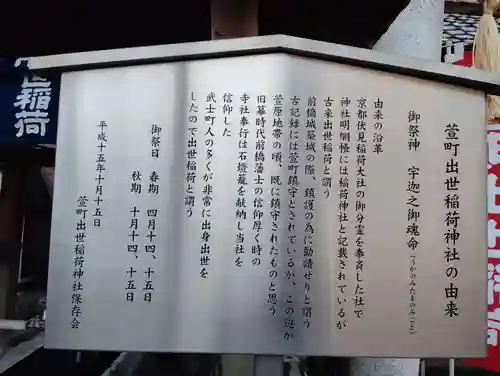 萱町出世稲荷神社の由来
御祭神　宇迦之御魂命（うかのみたまのみこと）
由来の沿革
京都伏見稲荷大社の御分霊を奉斎した社で
神社明細帳には稲荷神社と記載されているが
古来出世稲荷と謂う
前橋城築城の際、鎮護の為に勧請せりと謂う
古記録には萱町鎮守とされているが、この辺が
萱原地帯の頃、既に鎮守されたものと思う
旧幕時代前橋藩士の信仰厚く時の
寺社奉行は石燈籠を献納し当社を
信仰した
武士町人の多くが非常に出身出世を
したので出世稲荷と謂う
御祭日　春期　四月十四、十五日
秋期　十月十四、十五日
平成十五年十月十五日
萱町出世稲荷神社保存会
世稲荷